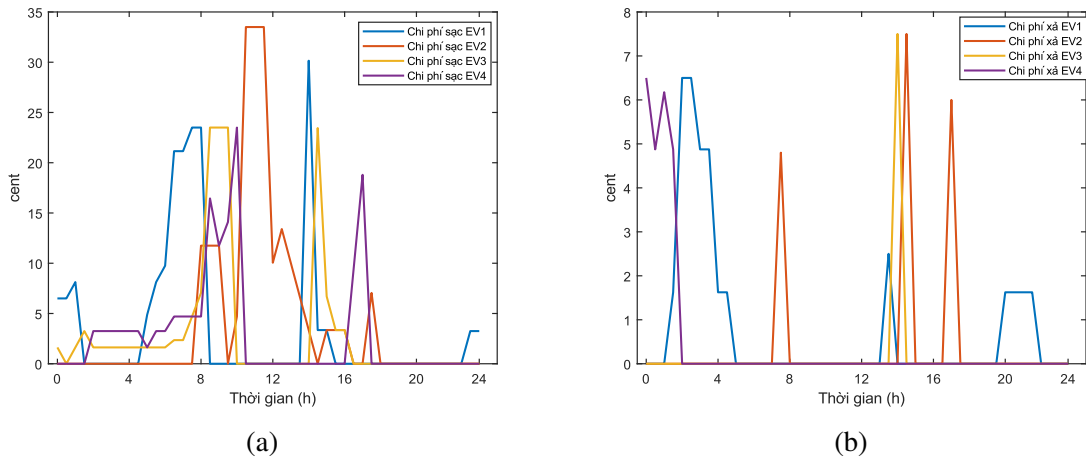 Chi phí sạc EV1
Chi phí sạc EV2
Chi phí sạc EV3
Chi phí sạc EV4
35
30
25
20
15
10
5
0
cent
0 4 8 12 16 20 24
Thời gian (h)
(a)
Chi phí xả EV1
Chi phí xả EV2
Chi phí xả EV3
Chi phí xả EV4
8
7
6
5
4
3
2
1
0
cent
0 4 8 12 16 20 24
Thời gian (h)
(b)